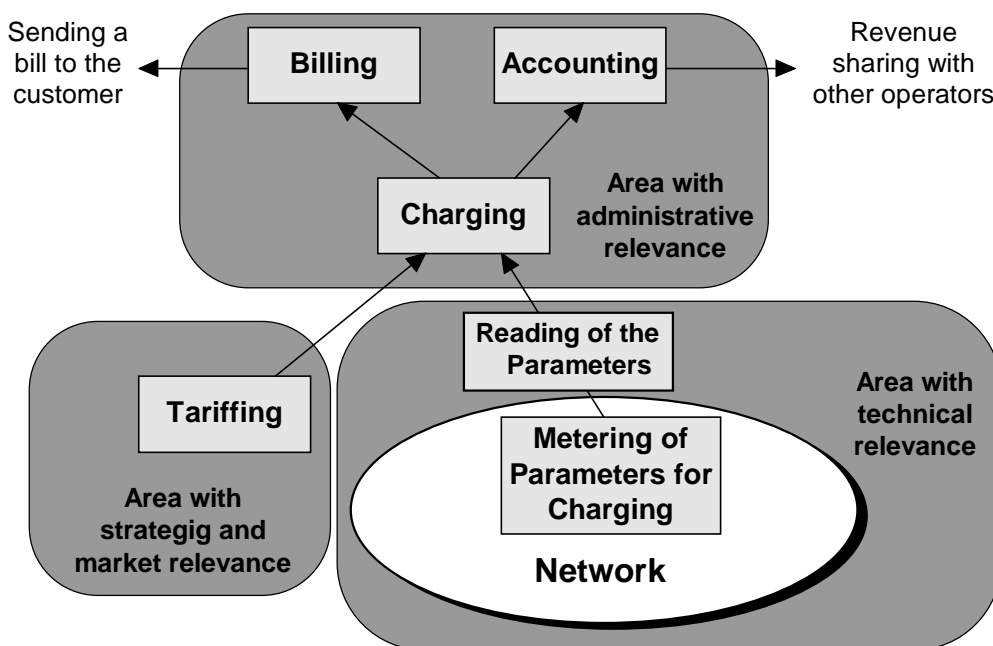 Sending a
bill to the
customer
Billing
Accounting
Revenue
sharing with
other operators
Charging
Area with
administrative
relevance
Reading of the
Parameters
Tariffing
Area with
technical
relevance
Metering of
Parameters for
Charging
Area with
strategig and
market relevance
Network